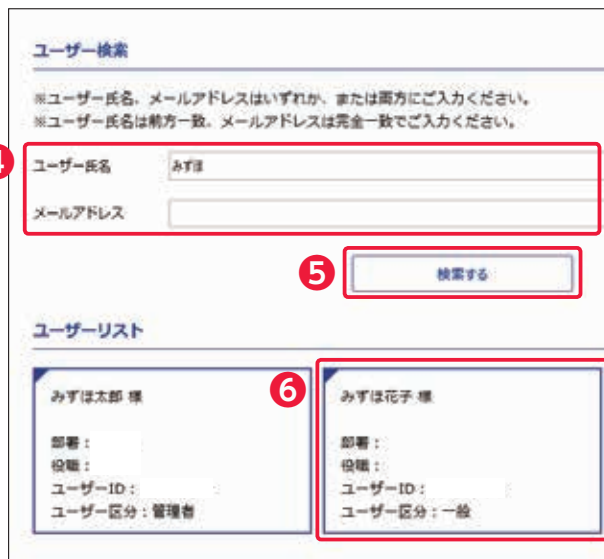 ユーザー検索
※ユーザー氏名、メールアドレスはいずれか、または両方にご入力ください。
※ユーザー氏名は前方一致、メールアドレスは完全一致でご入力ください。
4
ユーザー氏名 みずほ
メールアドレス
5 検索する
ユーザーリスト
みずほ太郎 様
部署：
役職：
ユーザーID：
ユーザー区分：管理者
6
みずほ花子 様
部署：
役職：
ユーザーID：
ユーザー区分：一般